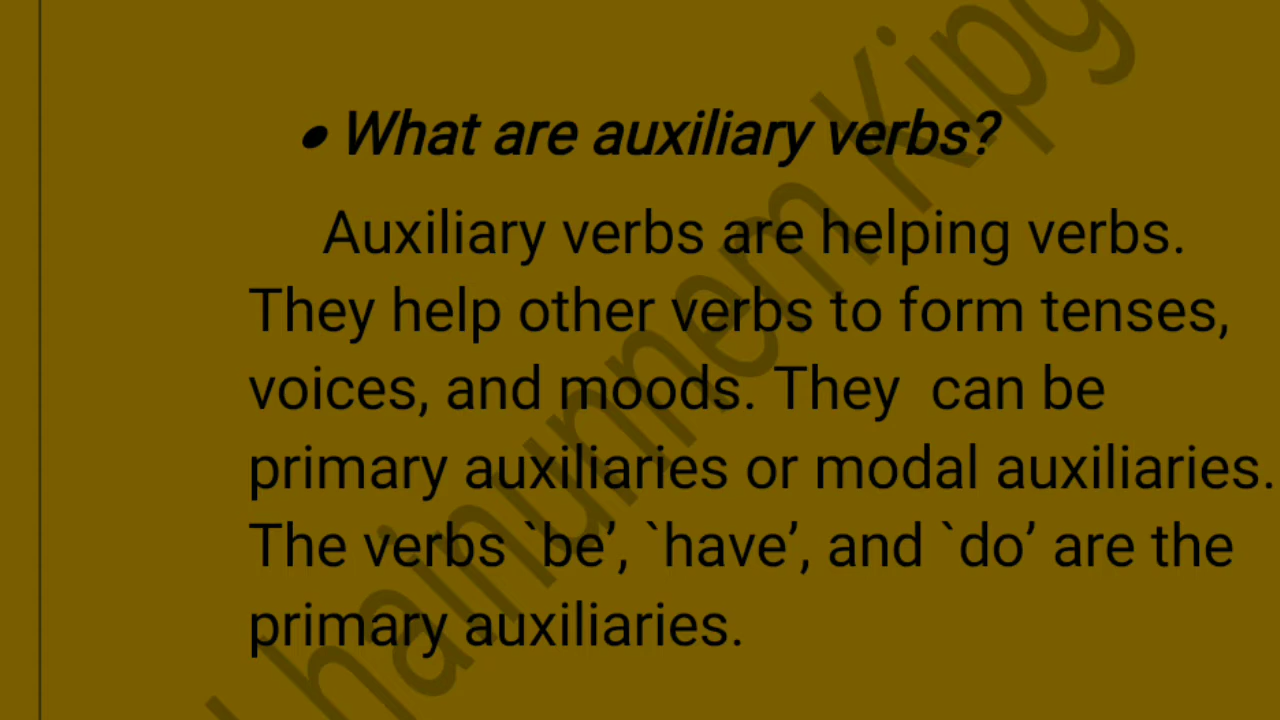 • What are auxiliary verbs?
Auxiliary verbs are helping verbs.
They help other verbs to form tenses,
voices, and moods. They can be
primary auxiliaries or modal auxiliaries.
The verbs `be’, `have’, and `do’ are the
primary auxiliaries.